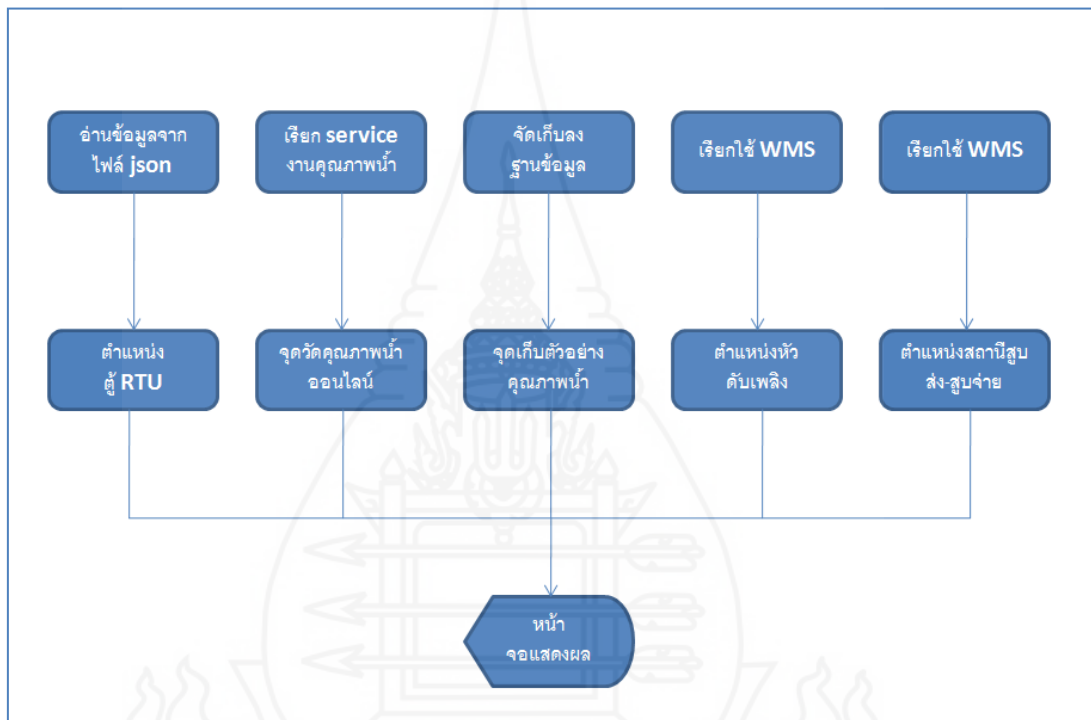 อ่านข้อมูลจาก
ไฟล์ json
เรียก service
งานคุณภาพน้ำ
จัดเก็บลง
ฐานข้อมูล
เรียกใช้ WMS
เรียกใช้ WMS
ตำแหน่ง
ตู้ RTU
จุดวัดคุณภาพน้ำ
ออนไลน์
จุดเก็บตัวอย่าง
คุณภาพน้ำ
ตำแหน่งหัว
ดับเพลิง
ตำแหน่งสถานีสูบ
ส่ง-สูบจ่าย
หน้า
จอแสดงผล